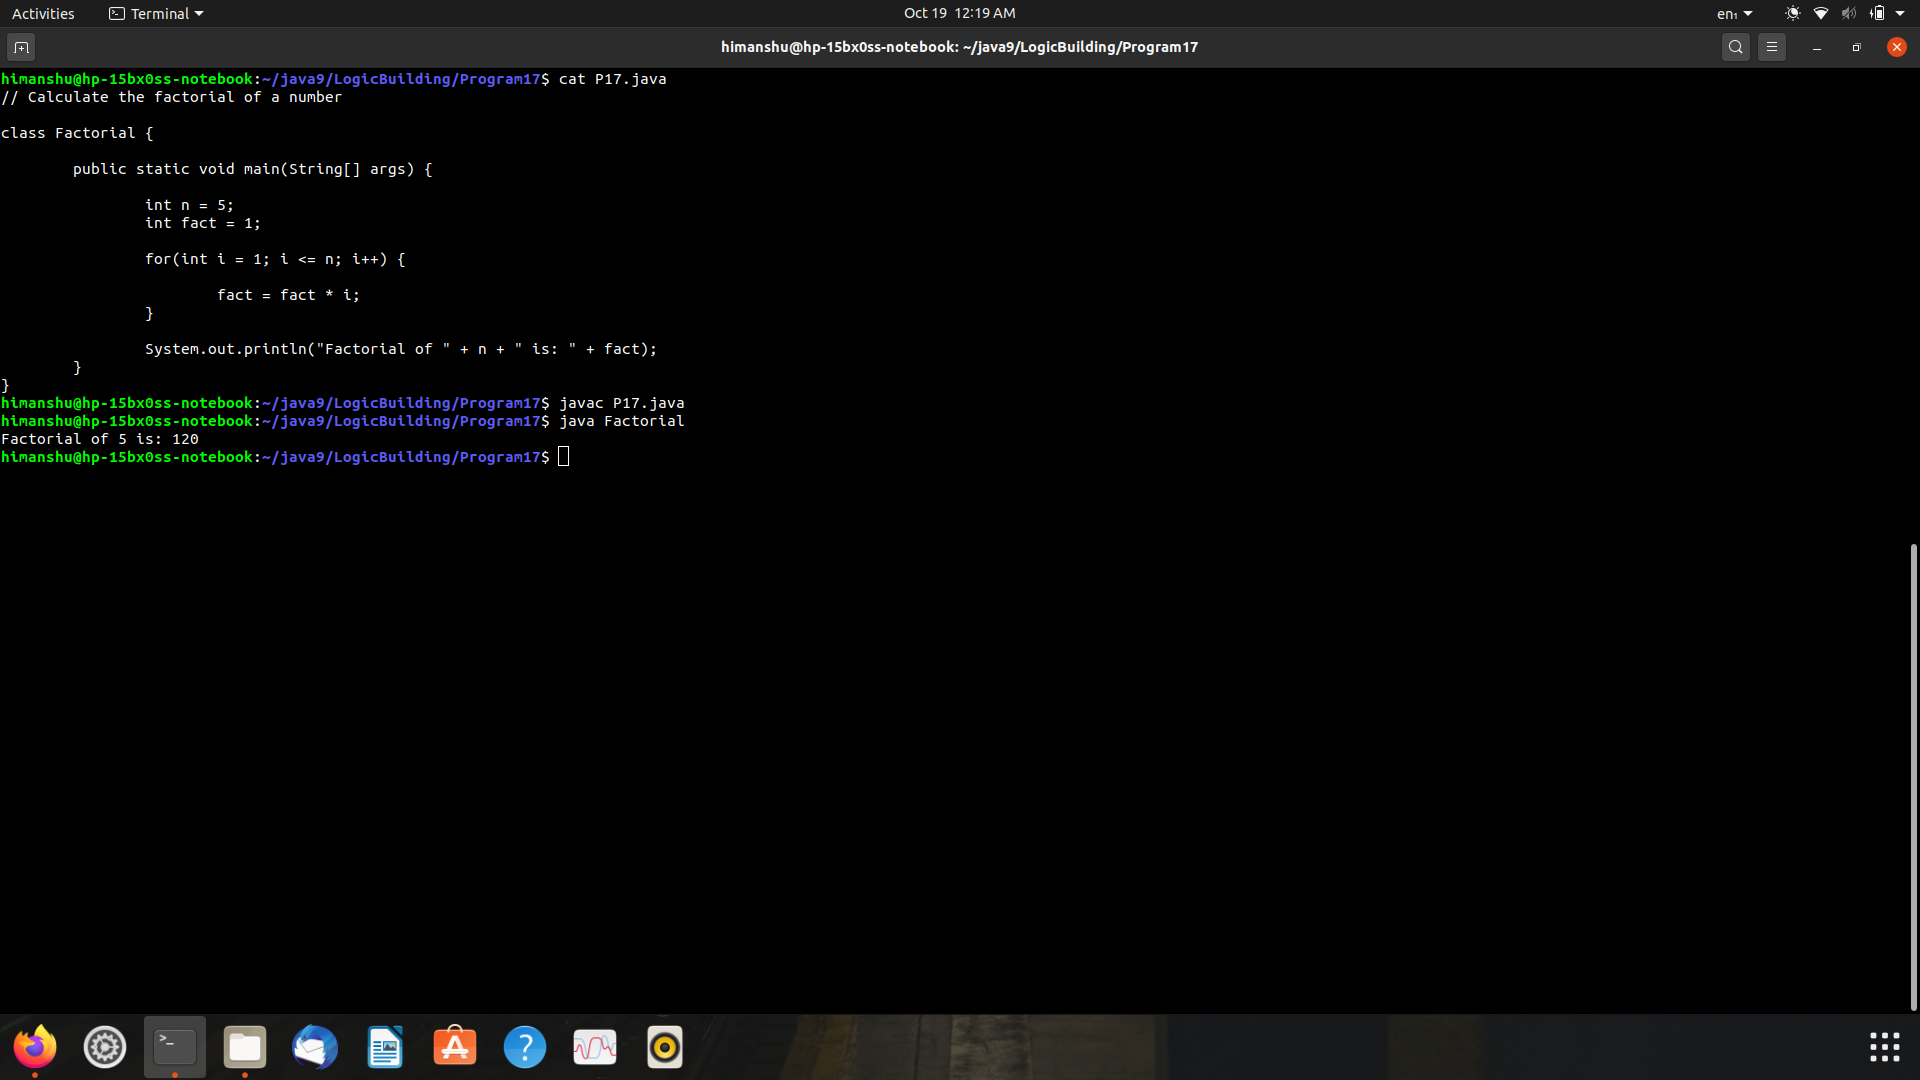 Activities Terminal Oct 19 12:19 AM en₁
himanshu@hp-15bx0ss-notebook: ~/java9/LogicBuilding/Program17
himanshu@hp-15bx0ss-notebook:~/java9/LogicBuilding/Program17$ cat P17.java
// Calculate the factorial of a number
class Factorial {
public static void main(String[] args) {
int n = 5;
int fact = 1;
for(int i = 1; i <= n; i++) {
fact = fact * i;
}
System.out.println("Factorial of " + n + " is: " + fact);
}
}
himanshu@hp-15bx0ss-notebook:~/java9/LogicBuilding/Program17$ javac P17.java
himanshu@hp-15bx0ss-notebook:~/java9/LogicBuilding/Program17$ java Factorial
Factorial of 5 is: 120
himanshu@hp-15bx0ss-notebook:~/java9/LogicBuilding/Program17$